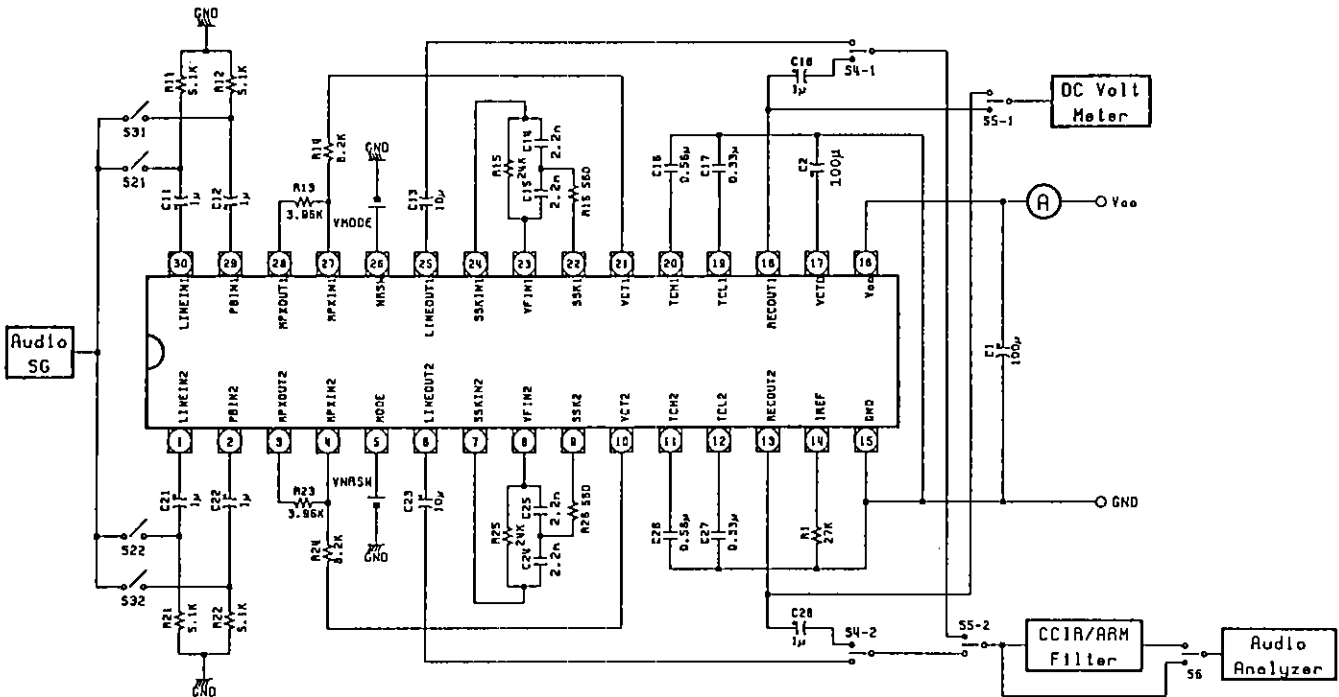 GND
R11
5.1K
R12
5.1K
S31
S21
C11
1μ
C12
1μ
R14
8.2K
R13
3.96K
GND
VMODE
C13
10μ
R15
24K
C14
2.2n
C15
2.2n
560
C16
0.56μ
C17
0.33μ
C2
100μ
C18
1μ
S4-1
S5-1
DC Volt
Meter
A
30
29
28
27
26
25
24
23
22
21
20
19
18
17
16
LINEIN1
PBIN1
MPXOUT1
MPXIN1
NRSW
LINEOUT1
SSKIN1
VFIN1
SSK1
VCT1
TCH1
TCL1
RECOUT1
VCTO
Audio
SG
C1
100μ
LINEIN2
PBIN2
MPXOUT2
MPXIN2
MODE
LINEOUT2
SSKIN2
VFIN2
SSK2
VCT2
TCH2
TCL2
RECOUT2
IREF
GND
1
2
3
4
5
6
7
8
9
10
11
12
13
14
15
C21
1μ
C22
1μ
R23
3.96K
R24
8.2K
VNRSW
GND
C23
10μ
R25
24K
C25
2.2n
C24
2.2n
R26
560
C26
0.56μ
C27
0.33μ
R1
27K
GND
S22
S32
R21
5.1K
R22
5.1K
GND
C28
1μ
S4-2
S5-2
CCIR/ARM
Filter
S6
Audio
Analyzer